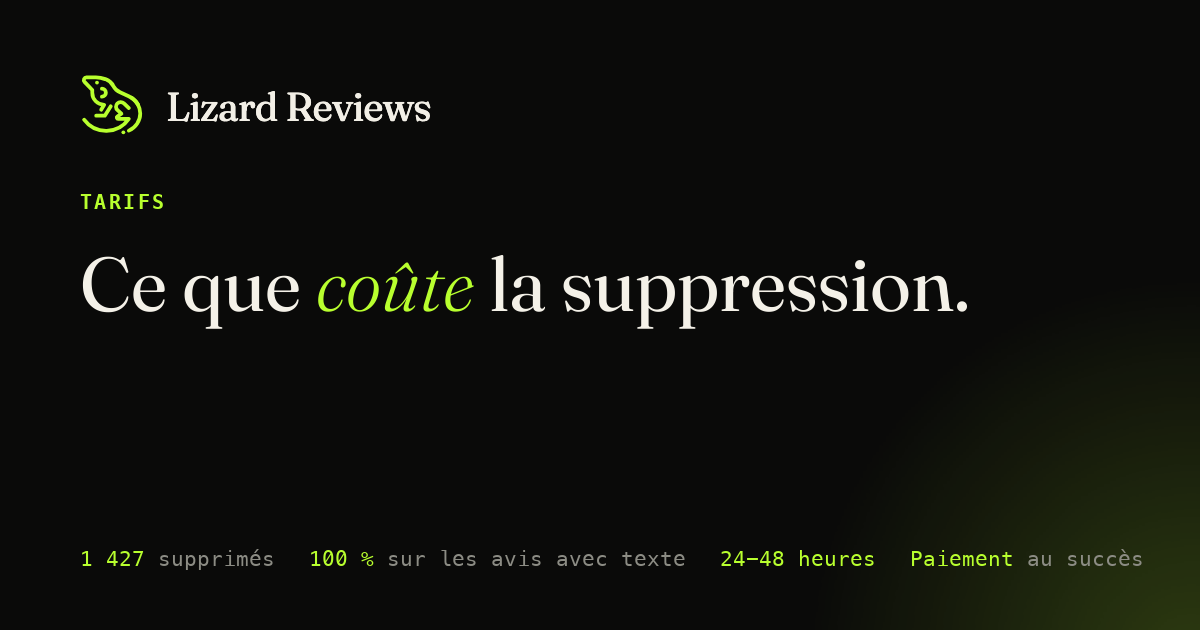 Lizard Reviews
TARIFS
Ce que coûte la suppression.
1 427 supprimés 100 % sur les avis avec texte 24–48 heures Paiement au succès